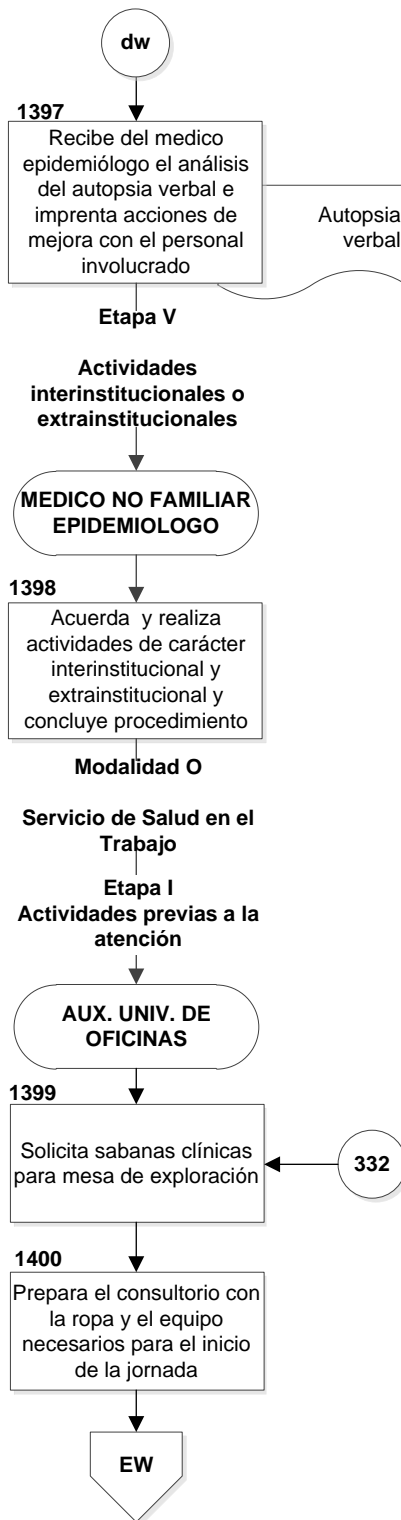 dw
1397
Recibe del medico
epidemiólogo el análisis
del autopsia verbal e
imprenta acciones de
mejora con el personal
involucrado
Autopsia
verbal
Etapa V
Actividades
interinstitucionales o
extrainstitucionales
MEDICO NO FAMILIAR
EPIDEMIOLOGO
1398
Acuerda y realiza
actividades de carácter
interinstitucional y
extrainstitucional y
concluye procedimiento
Modalidad O
Servicio de Salud en el
Trabajo
Etapa I
Actividades previas a la
atención
AUX. UNIV. DE
OFICINAS
1399
Solicita sabanas clínicas
para mesa de exploración
332
1400
Prepara el consultorio con
la ropa y el equipo
necesarios para el inicio
de la jornada
EW